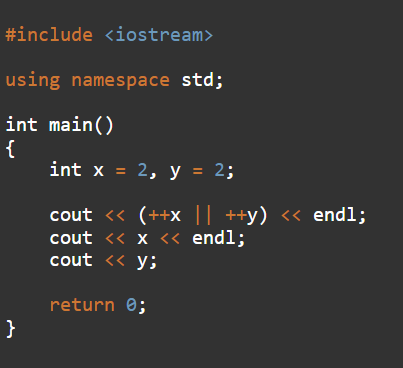 #include <iostream>
using namespace std;
int main()
{
    int x = 2, y = 2;
    cout << (++x || ++y) << endl;
    cout << x << endl;
    cout << y;
    return 0;
}